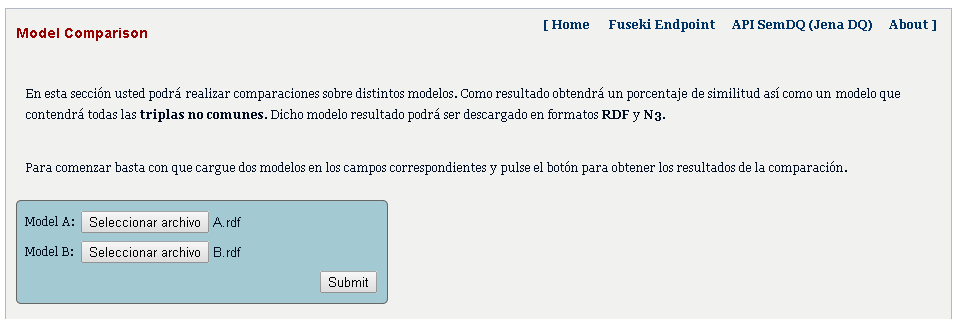 Model Comparison
[ Home Fuseki Endpoint API SemDQ (Jena DQ) About ]
En esta sección usted podrá realizar comparaciones sobre distintos modelos. Como resultado obtendrá un porcentaje de similitud así como un modelo que
contendrá todas las triplas no comunes. Dicho modelo resultado podrá ser descargado en formatos RDF y N3.
Para comenzar basta con que cargue dos modelos en los campos correspondientes y pulse el botón para obtener los resultados de la comparación.
Model A: Seleccionar archivo A.rdf
Model B: Seleccionar archivo B.rdf
Submit